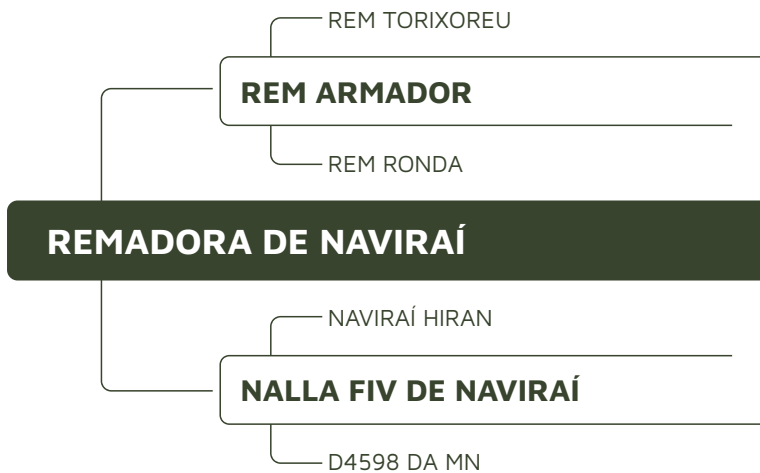 REM TORIXOREU
REM ARMADOR
REM RONDA
REMADORA DE NAVIRAÍ
NAVIRAÍ HIRAN
NALLA FIV DE NAVIRAÍ
D4598 DA MN